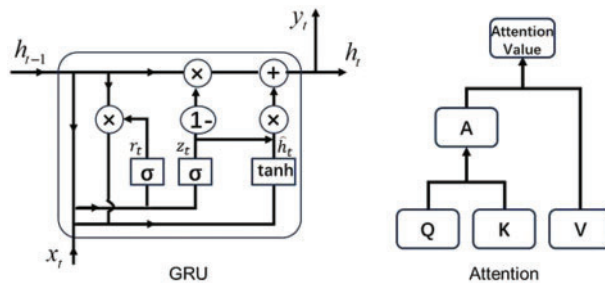 y_t
h_{t-1}
h_t
×
+
×
1-
×
r_t
z_t
ĥ_t
σ
σ
tanh
x_t
GRU
Attention
Value
A
Q
K
V
Attention